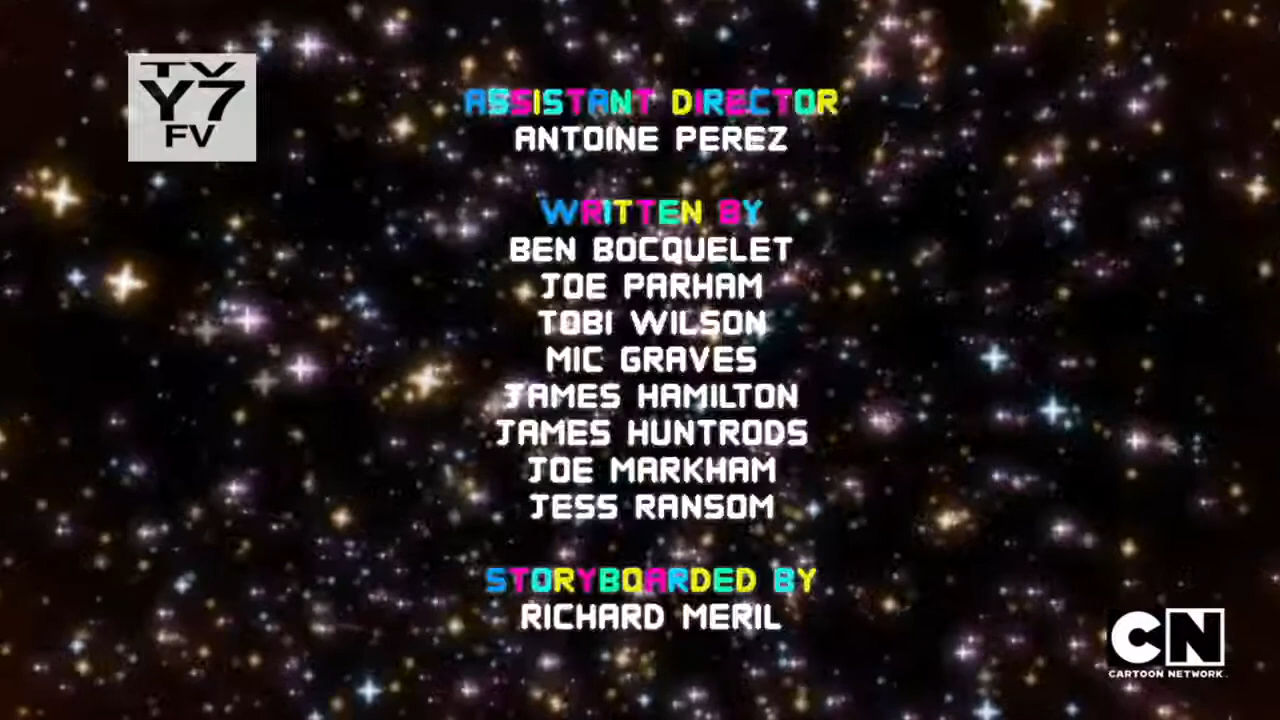 TV
Y7
FV
ASSISTANT DIRECTOR
ANTOINE PEREZ
WRITTEN BY
BEN BOCQUELET
JOE PARHAM
TOBI WILSON
MIC GRAVES
JAMES HAMILTON
JAMES HUNTRODS
JOE MARKHAM
JESS RANSOM
STORYBOARDED BY
RICHARD MERIL
CN
CARTOON NETWORK